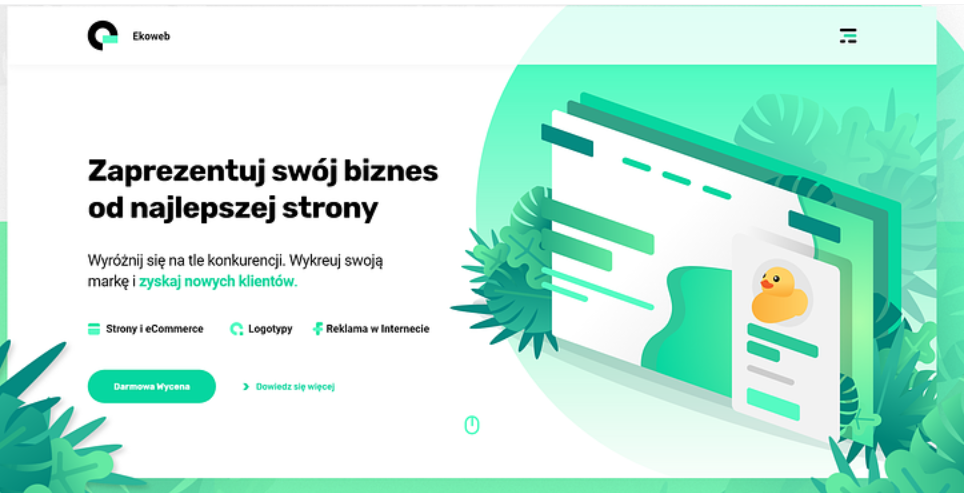 Ekoweb
Zaprezentuj swój biznes
od najlepszej strony
Wyróżnij się na tle konkurencji. Wykreuj swoją
markę i zyskaj nowych klientów.
Strony i eCommerce Logotypy Reklama w Internecie
Darmowa Wycena Dowiedz się więcej